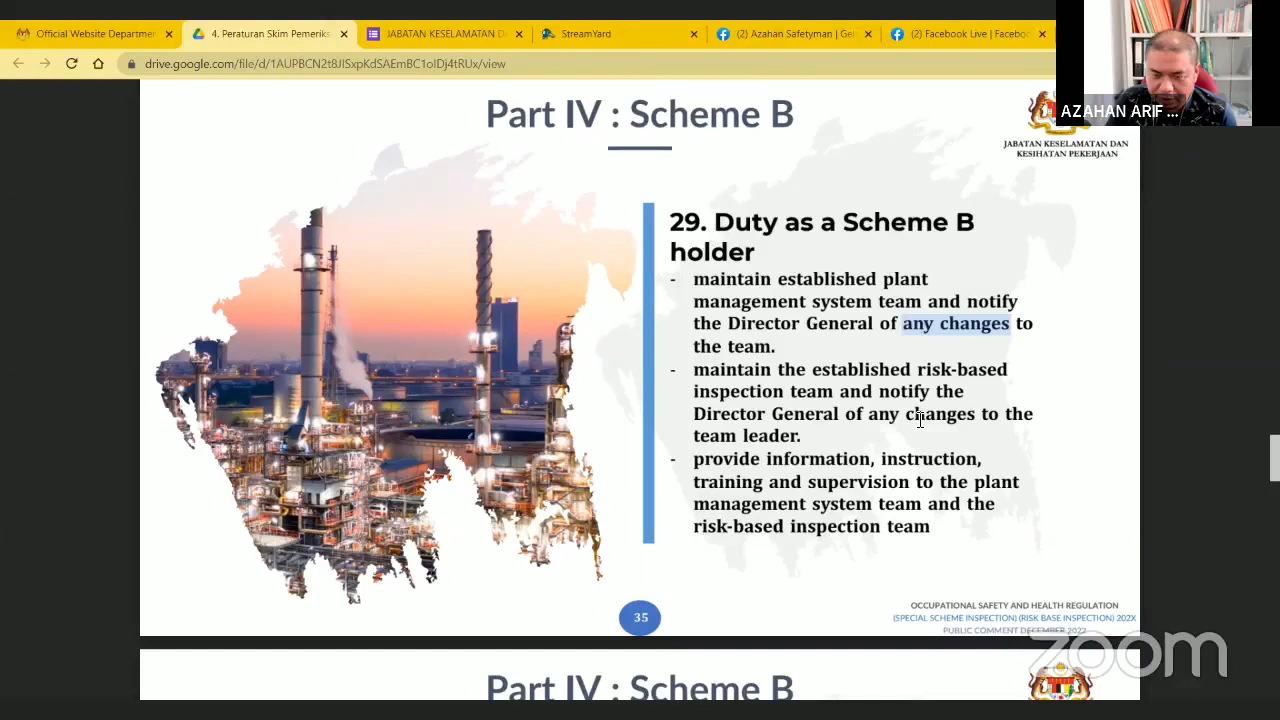 Official Website Departmen
4. Peraturan Skim Pemeriks
JABATAN KESELAMATAN D
StreamYard
(2) Azahan Safetyman | Gel
(2) Facebook Live | Faceboo
drive.google.com/file/d/1AUPBCN2t8JISxpKdSAEmBC1oIDj4tRUx/view
AZAHAN ARIF ...
Part IV : Scheme B
JABATAN KESELAMATAN DAN
KESIHATAN PEKERJAAN
29. Duty as a Scheme B
holder
- maintain established plant
management system team and notify
the Director General of any changes to
the team.
- maintain the established risk-based
inspection team and notify the
Director General of any changes to the
team leader.
- provide information, instruction,
training and supervision to the plant
management system team and the
risk-based inspection team
35
OCCUPATIONAL SAFETY AND HEALTH REGULATION
(SPECIAL SCHEME INSPECTION) (RISK BASE INSPECTION) 202X
PUBLIC COMMENT DECEMBER 2022
zoom
Part IV : Scheme B